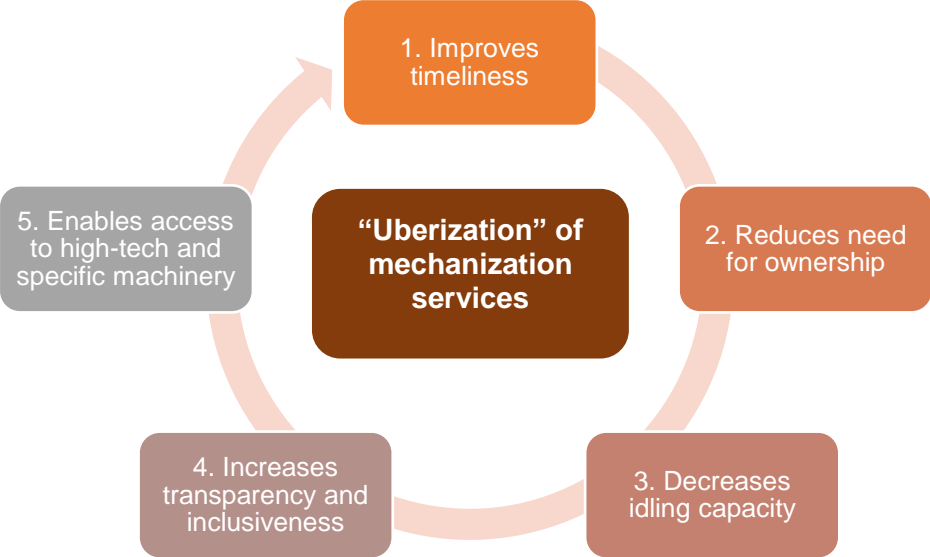 1. Improves
timeliness
“Uberization” of
mechanization
services
2. Reduces need
for ownership
3. Decreases
idling capacity
4. Increases
transparency and
inclusiveness
5. Enables access
to high-tech and
specific machinery